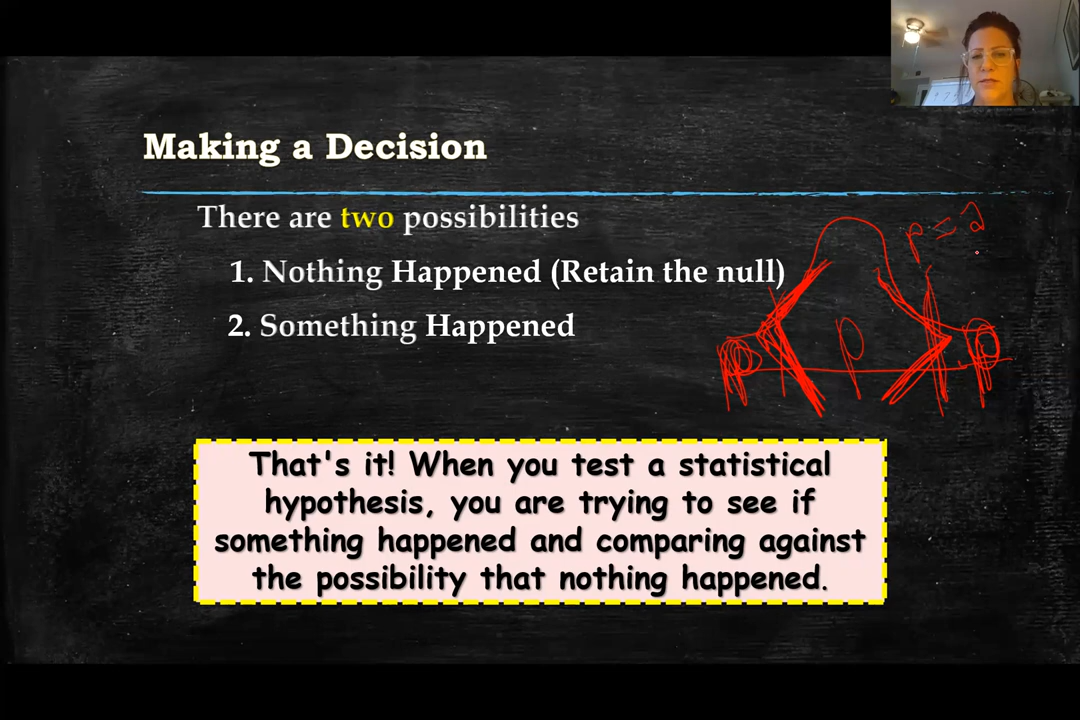 Making a Decision
There are two possibilities
1. Nothing Happened (Retain the null)
2. Something Happened
p =
p
p
p
That's it! When you test a statistical
hypothesis, you are trying to see if
something happened and comparing against
the possibility that nothing happened.